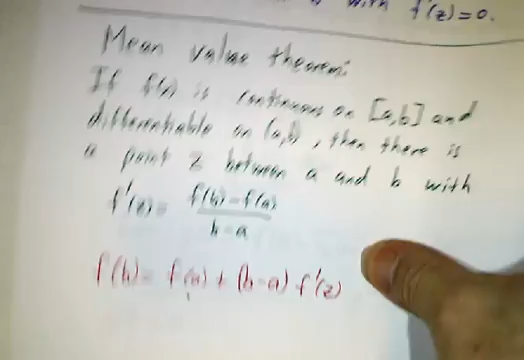 with f'(z)=0.
Mean value theorem:
If f(x) is continuous on [a,b] and
differentiable on (a,b), then there is
a point z between a and b with
f'(z) = f(b)-f(a)
b-a
f(b) = f(a) + (b-a) f'(z)